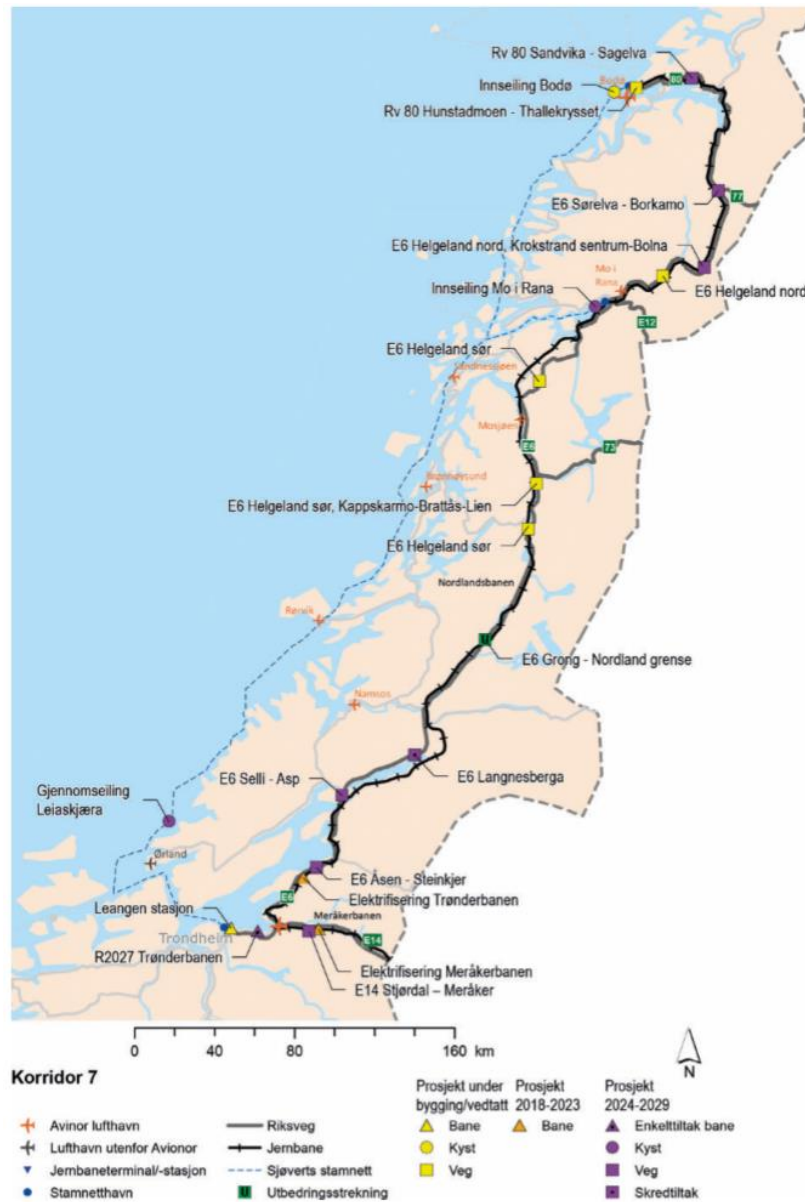 Rv 80 Sandvika - Sagelva
Innseiling Bodø
Bodø
80
Rv 80 Hunstadmoen - Thallekrysset
E6 Sørelva - Borkamo
77
E6 Helgeland nord, Krokstrand sentrum-Bolna
Mo i
Rana
Innseiling Mo i Rana
E6 Helgeland nord
E12
E6 Helgeland sør
Sandnessjøen
Mosjøen
E6
73
Brønnøysund
E6 Helgeland sør, Kappskarmo-Brattås-Lien
E6 Helgeland sør
Nordlandsbanen
Rørvik
U
E6 Grong - Nordland grense
Namsos
E6 Selli - Asp
E6 Langnesberga
Gjennomseiling
Leiaskjæra
Ørland
E6 Åsen - Steinkjer
E6
Elektrifisering Trønderbanen
Leangen stasjon
Meråkerbanen
Trondheim
E14
R2027 Trønderbanen
Elektrifisering Meråkerbanen
E14 Stjørdal – Meråker
0 40 80 160 km
N
Korridor 7
Avinor lufthavn
Lufthavn utenfor Avionor
Jernbaneterminal/-stasjon
Stamnetthavn
Riksveg
Jernbane
Sjøverts stamnett
U Utbedringsstrekning
Prosjekt under
bygging/vedtatt
Bane
Kyst
Veg
Prosjekt
2018-2023
Bane
Prosjekt
2024-2029
Enkelttiltak bane
Kyst
Veg
Skredtiltak